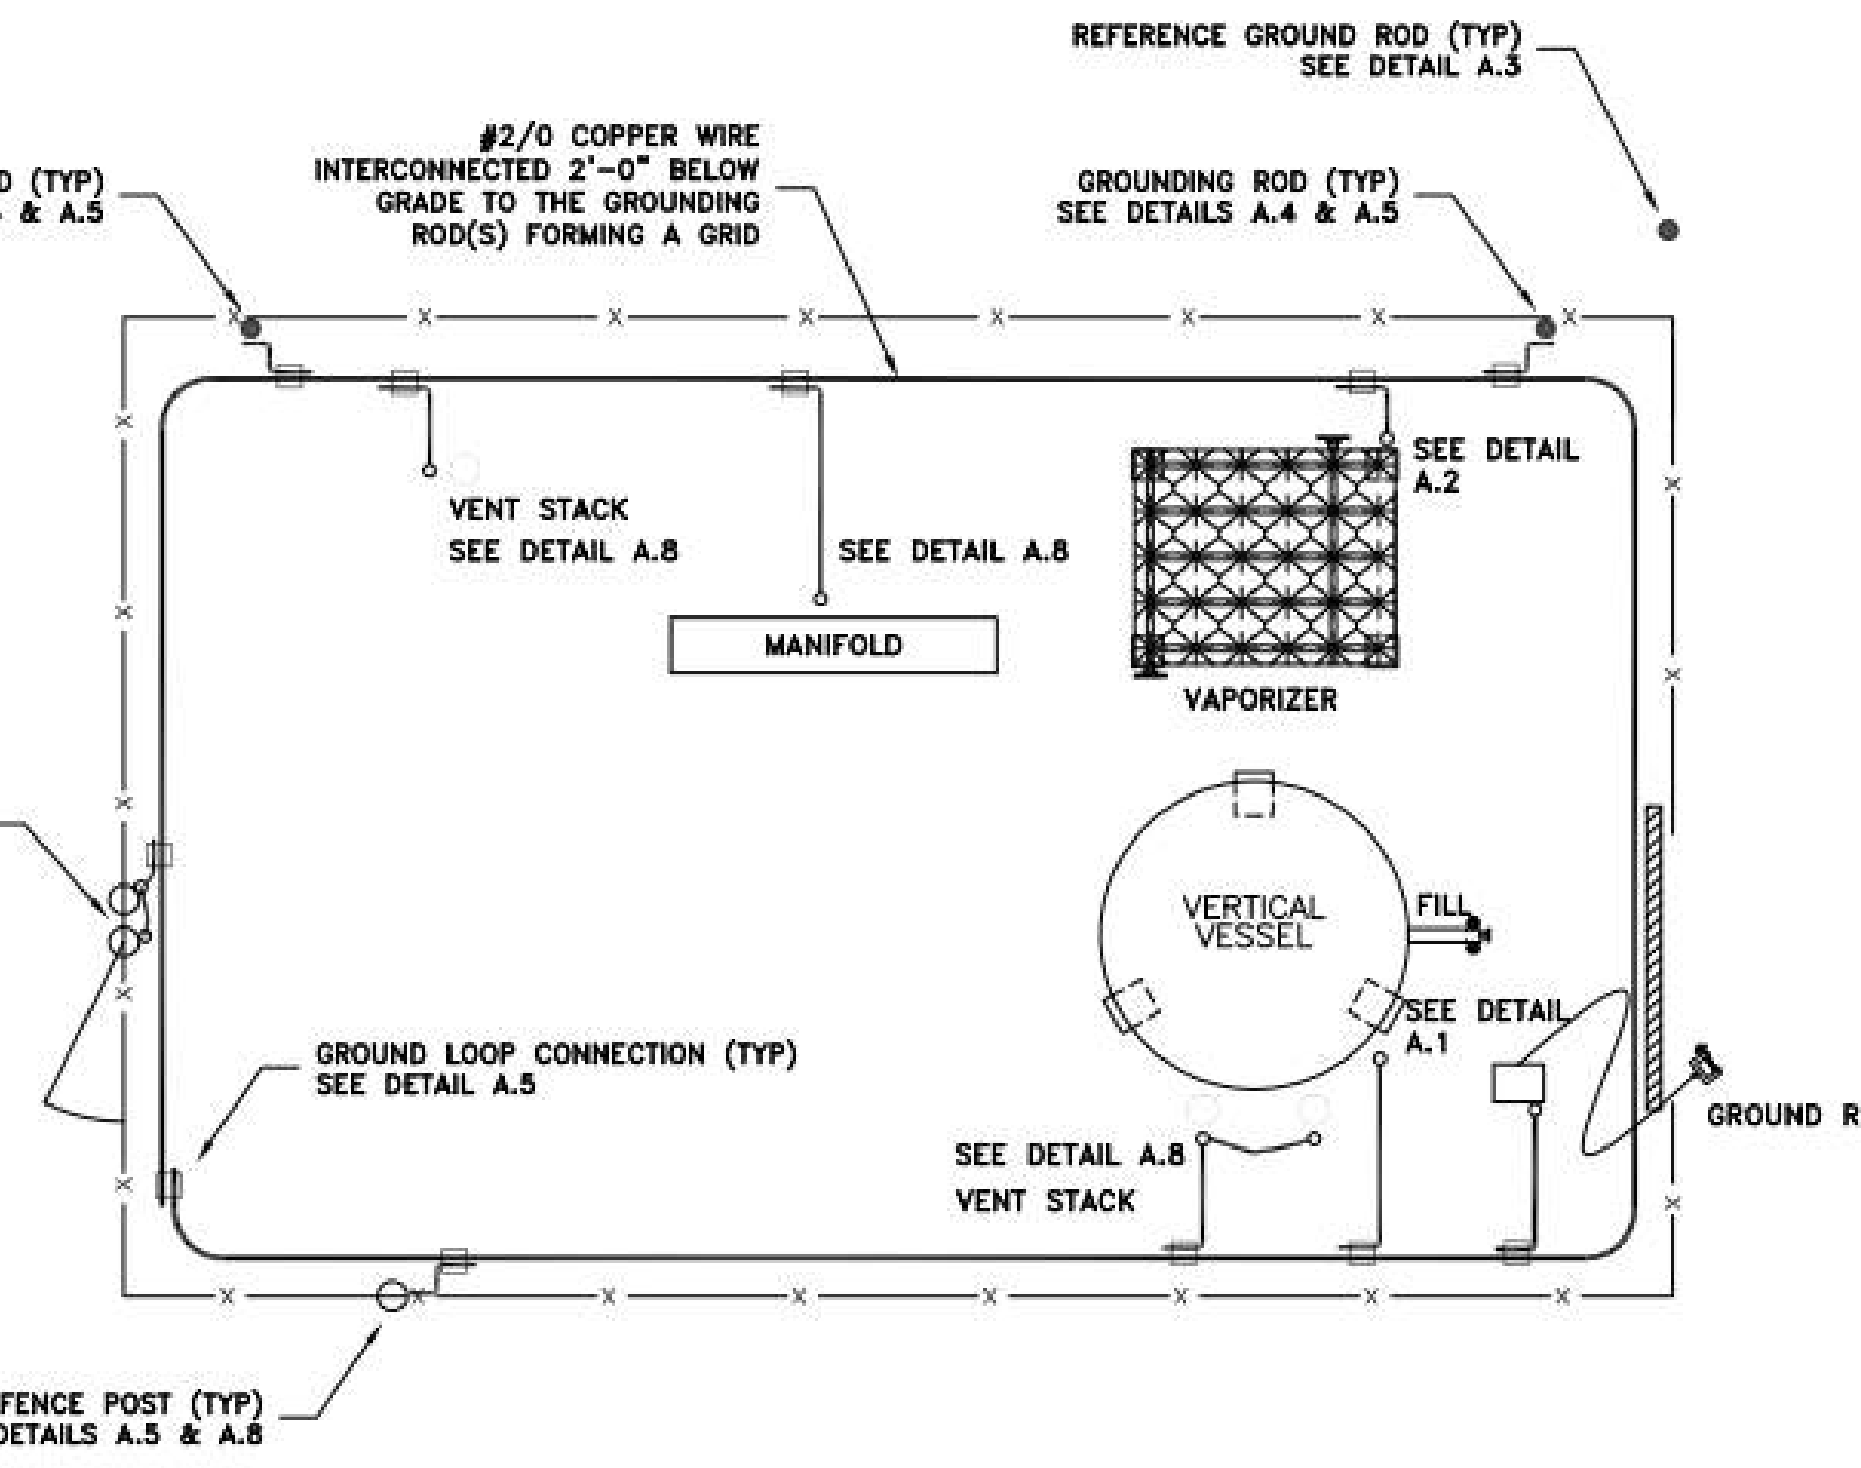 REFERENCE GROUND ROD (TYP)
SEE DETAIL A.3
#2/0 COPPER WIRE
INTERCONNECTED 2'-0" BELOW
GRADE TO THE GROUNDING
ROD(S) FORMING A GRID
D (TYP)
& A.5
GROUNDING ROD (TYP)
SEE DETAILS A.4 & A.5
SEE DETAIL
A.2
VENT STACK
SEE DETAIL A.8
SEE DETAIL A.8
MANIFOLD
VAPORIZER
VERTICAL
VESSEL
FILL
SEE DETAIL
A.1
GROUND LOOP CONNECTION (TYP)
SEE DETAIL A.5
GROUND R
SEE DETAIL A.8
VENT STACK
FENCE POST (TYP)
DETAILS A.5 & A.8